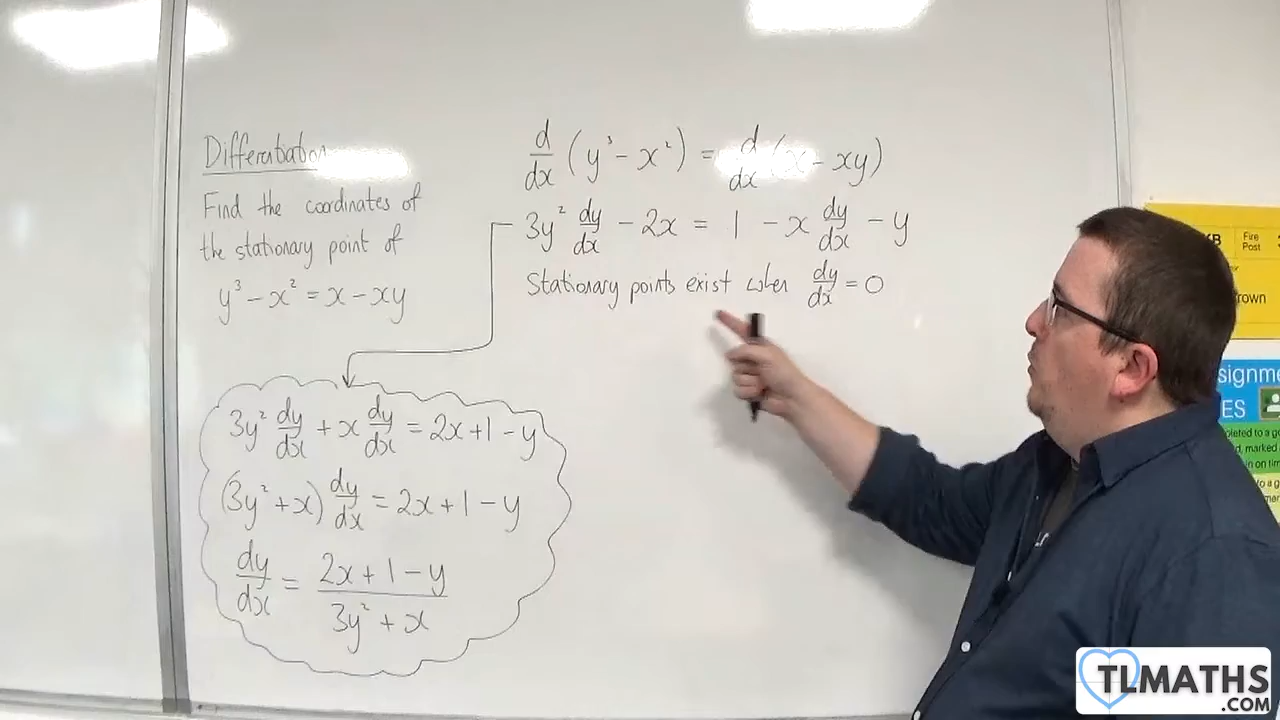 Differentiation
Find the coordinates of
the stationary point of
y³ - x² = x - xy
d/dx (y³ - x²) = d/dx (x - xy)
3y² dy/dx - 2x = 1 - x dy/dx - y
Stationary points exist when dy/dx = 0
3y² dy/dx + x dy/dx = 2x + 1 - y
(3y² + x) dy/dx = 2x + 1 - y
dy/dx = (2x + 1 - y)/(3y² + x)
Fire
Post
TLMATHS
.COM